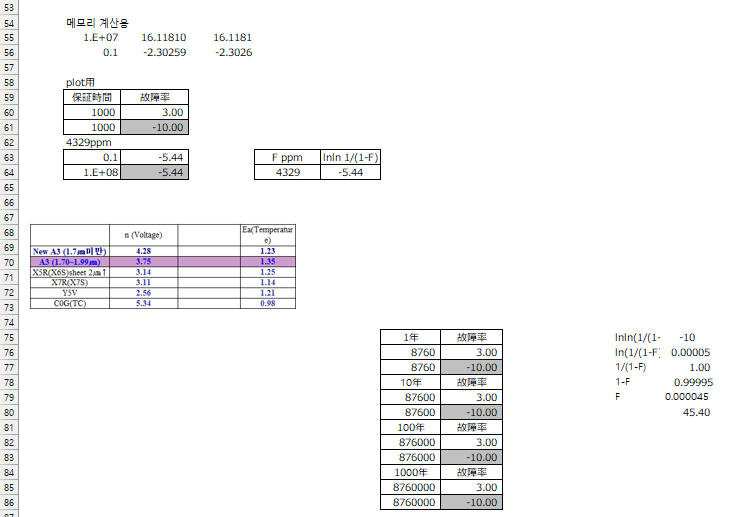 53
54 메모리 계산용
55 1.E+07 16.11810 16.1181
56 0.1 -2.30259 -2.3026
57
58 plot用
59 保証時間 故障率
60 1000 3.00
61 1000 -10.00
62 4329ppm
63 0.1 -5.44 F ppm lnln 1/(1-F)
64 1.E+08 -5.44 4329 -5.44
65
66
67
68 n (Voltage) Ea(Temperatur
e)
69 New A3 (1.7㎛미만) 4.28 1.23
70 A3 (1.70~1.99㎛) 3.75 1.35
71 X5R(X6S)sheet 2㎛↑ 3.14 1.25
72 X7R(X7S) 3.11 1.14
Y5V 2.56 1.21
73 C0G(TC) 5.34 0.98
74
75 1年 故障率 lnln(1/(1- -10
76 8760 3.00 ln(1/(1-F) 0.00005
77 8760 -10.00 1/(1-F) 1.00
78 10年 故障率 1-F 0.99995
79 87600 3.00 F 0.000045
80 87600 -10.00 45.40
81 100年 故障率
82 876000 3.00
83 876000 -10.00
84 1000年 故障率
85 8760000 3.00
86 8760000 -10.00